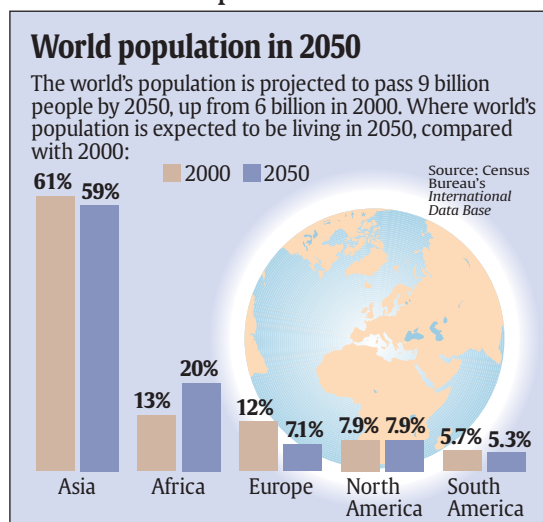 World population in 2050
The world's population is projected to pass 9 billion
people by 2050, up from 6 billion in 2000. Where world's
population is expected to be living in 2050, compared
with 2000:
2000 2050
Source: Census
Bureau's
International
Data Base
61% 59%
13% 20%
12% 7.1%
7.9% 7.9%
5.7% 5.3%
Asia Africa Europe North South
America America